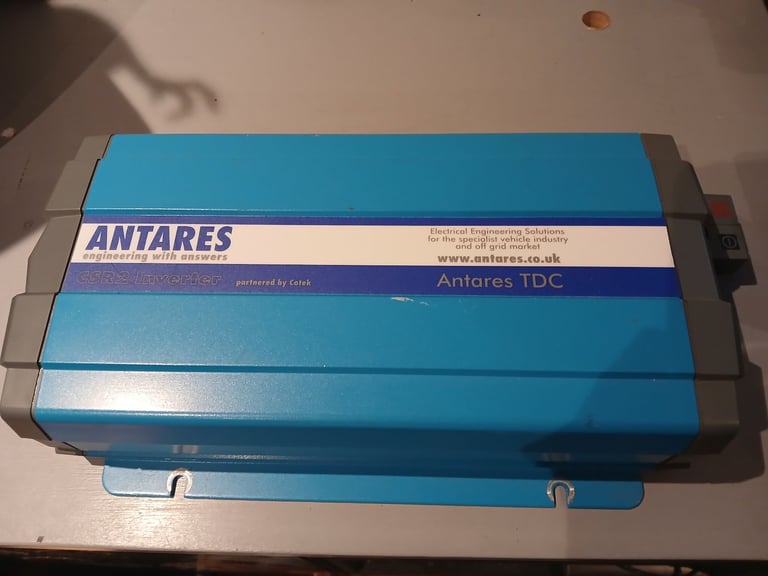 ANTARES
engineering with answers
Electrical Engineering Solutions
for the specialist vehicle industry
and off grid market
www.antares.co.uk
CSR2 Inverter partnered by Cotek
Antares TDC